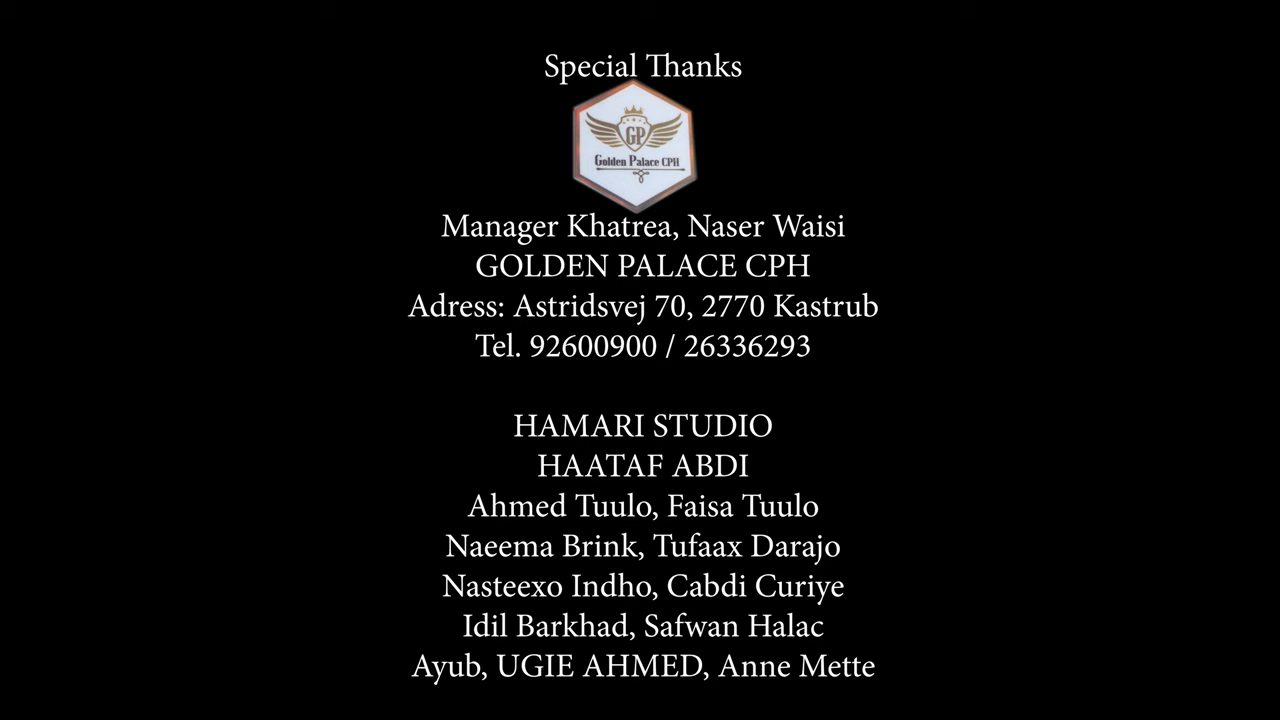 Special Thanks
GP
Golden Palace CPH
Manager Khatrea, Naser Waisi
GOLDEN PALACE CPH
Adress: Astridsvej 70, 2770 Kastrub
Tel. 92600900 / 26336293
HAMARI STUDIO
HAATAF ABDI
Ahmed Tuulo, Faisa Tuulo
Naeema Brink, Tufaax Darajo
Nasteexo Indho, Cabdi Curiye
Idil Barkhad, Safwan Halac
Ayub, UGIE AHMED, Anne Mette